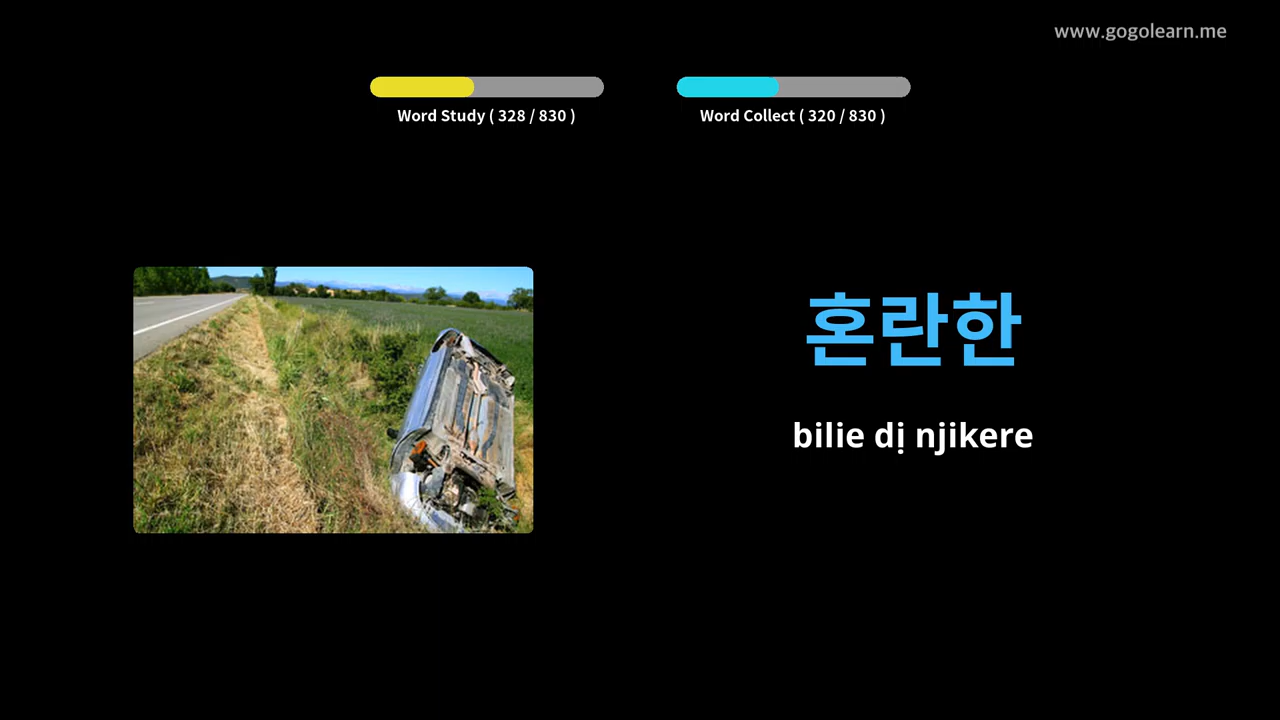 www.gogolearn.me
Word Study ( 328 / 830 )
Word Collect ( 320 / 830 )
혼란한
bilie dị njikere